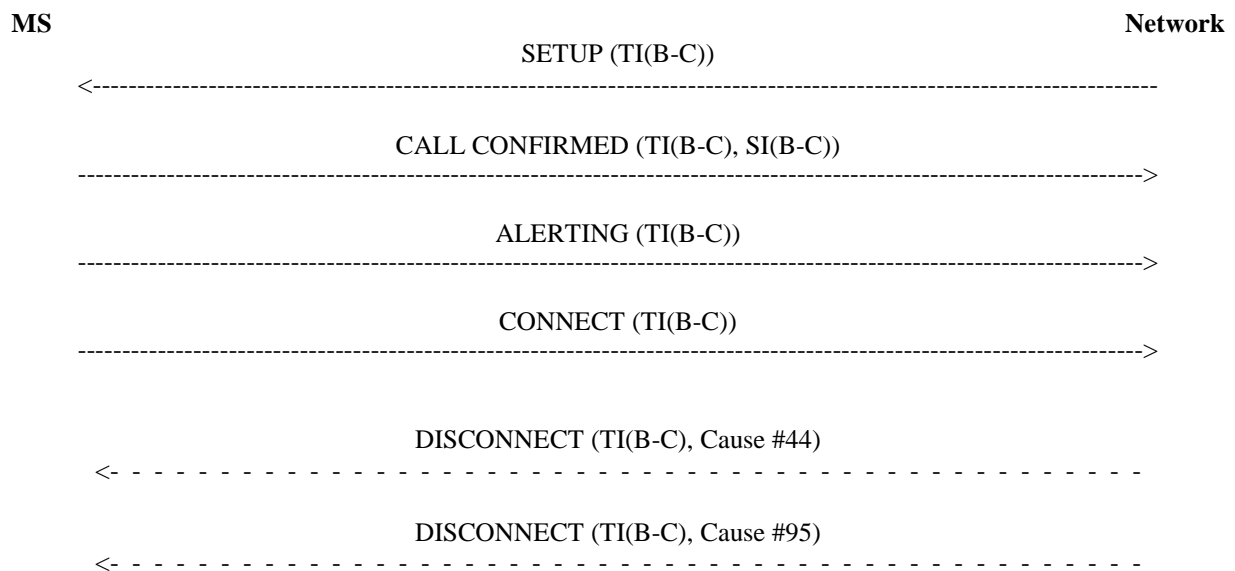 MS Network
SETUP (TI(B-C))
<------------------------------------------------------------------------------------------------------------------------
CALL CONFIRMED (TI(B-C), SI(B-C))
------------------------------------------------------------------------------------------------------------------------>
ALERTING (TI(B-C))
------------------------------------------------------------------------------------------------------------------------>
CONNECT (TI(B-C))
------------------------------------------------------------------------------------------------------------------------>
DISCONNECT (TI(B-C), Cause #44)
<- - - - - - - - - - - - - - - - - - - - - - - - - - - - - - - - - - - - - - - - - - - - - - -
DISCONNECT (TI(B-C), Cause #95)
<- - - - - - - - - - - - - - - - - - - - - - - - - - - - - - - - - - - - - - - - - - - - - - -